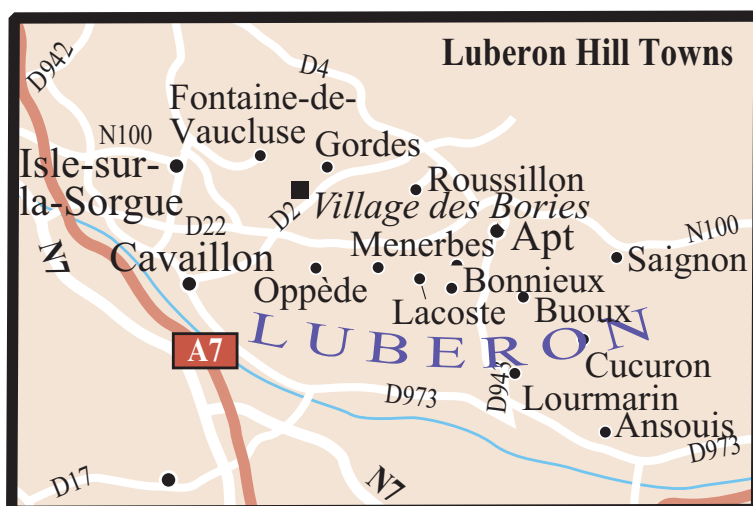 Luberon Hill Towns
D942
D4
Fontaine-de-
Vaucluse
N100
Gordes
Isle-sur-
la-Sorgue
Roussillon
D2
Village des Bories
D22
Apt
N100
N7
Cavaillon
Menerbes
Saignon
Oppède
Bonnieux
Lacoste
Buoux
LUBERON
A7
Cucuron
D943
D973
Lourmarin
Ansouis
D973
D17
N7